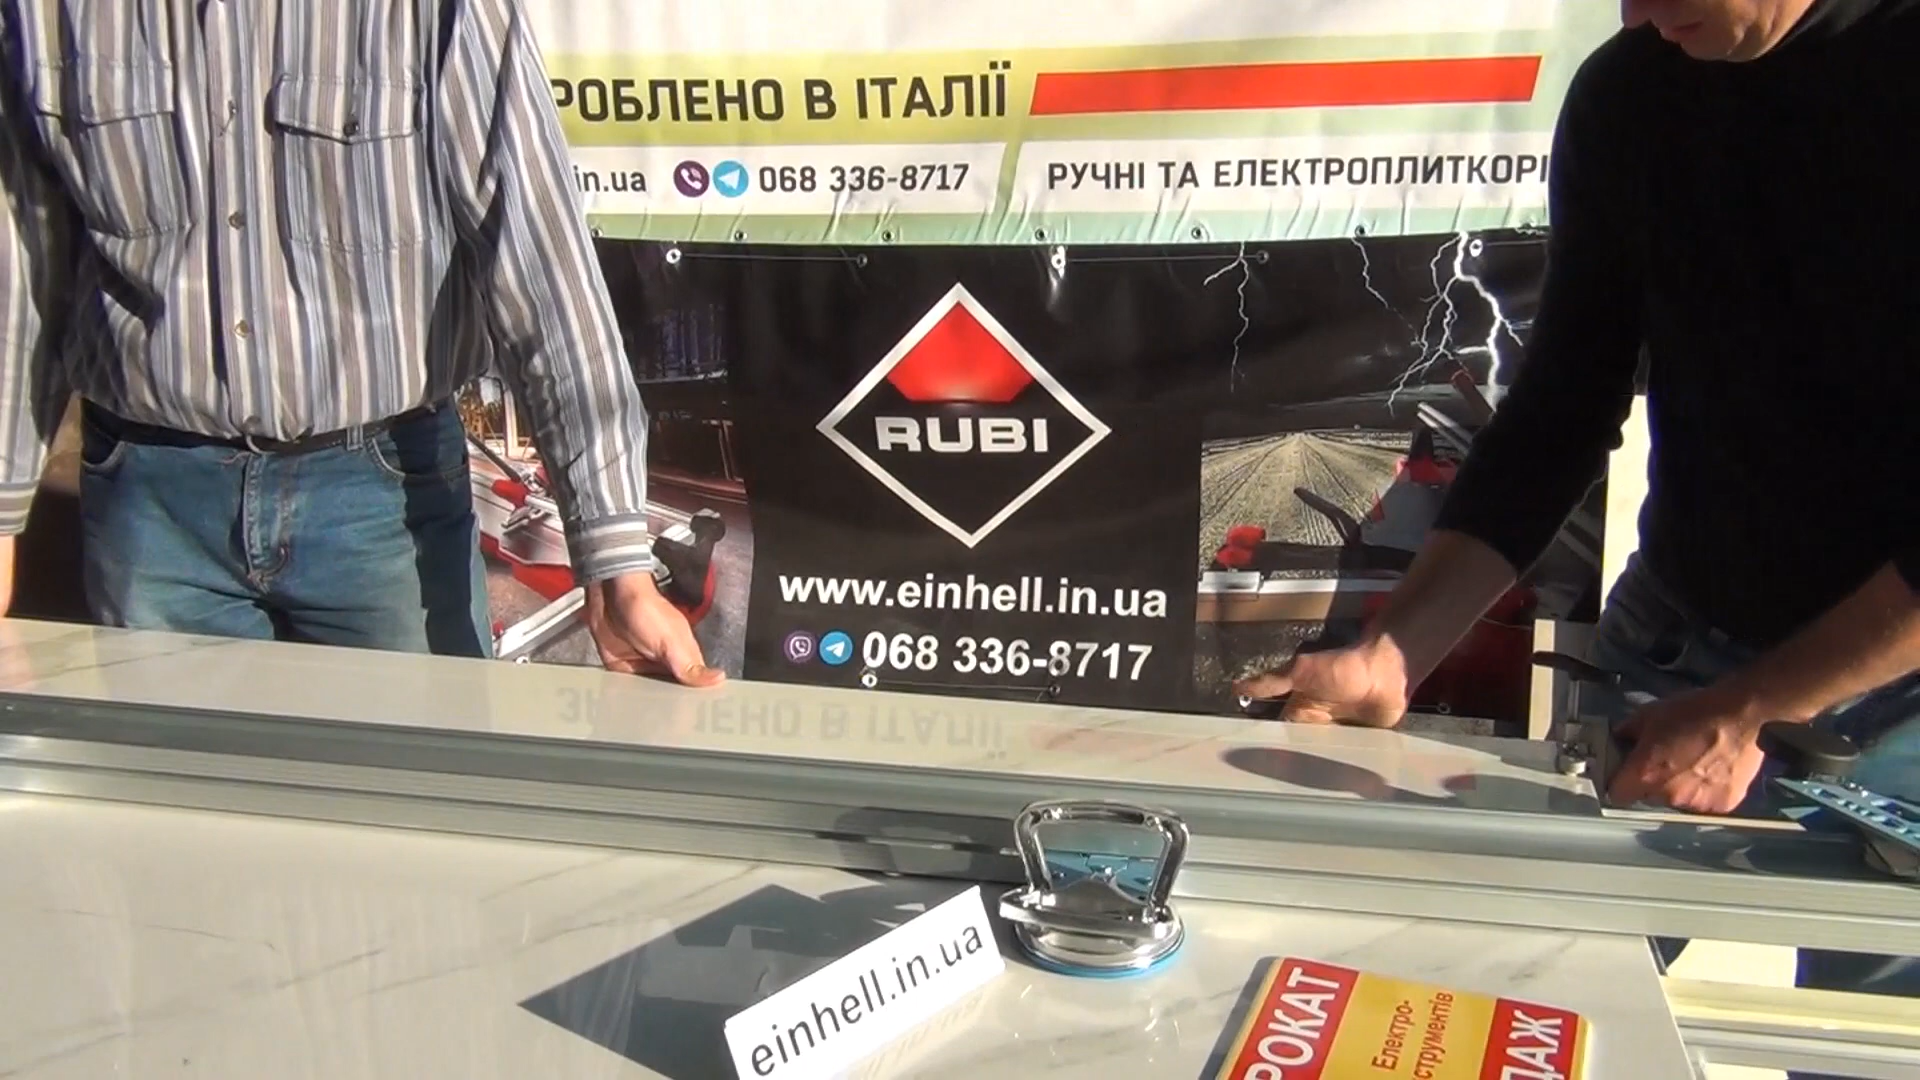 РОБЛЕНО В ІТАЛІЇ
in.ua 068 336-8717
РУЧНІ ТА ЕЛЕКТРОПЛИТКОРІ
RUBI
www.einhell.in.ua
068 336-8717
einhell.in.ua
РОКАТ
Електро-
струментів
ДАЖ